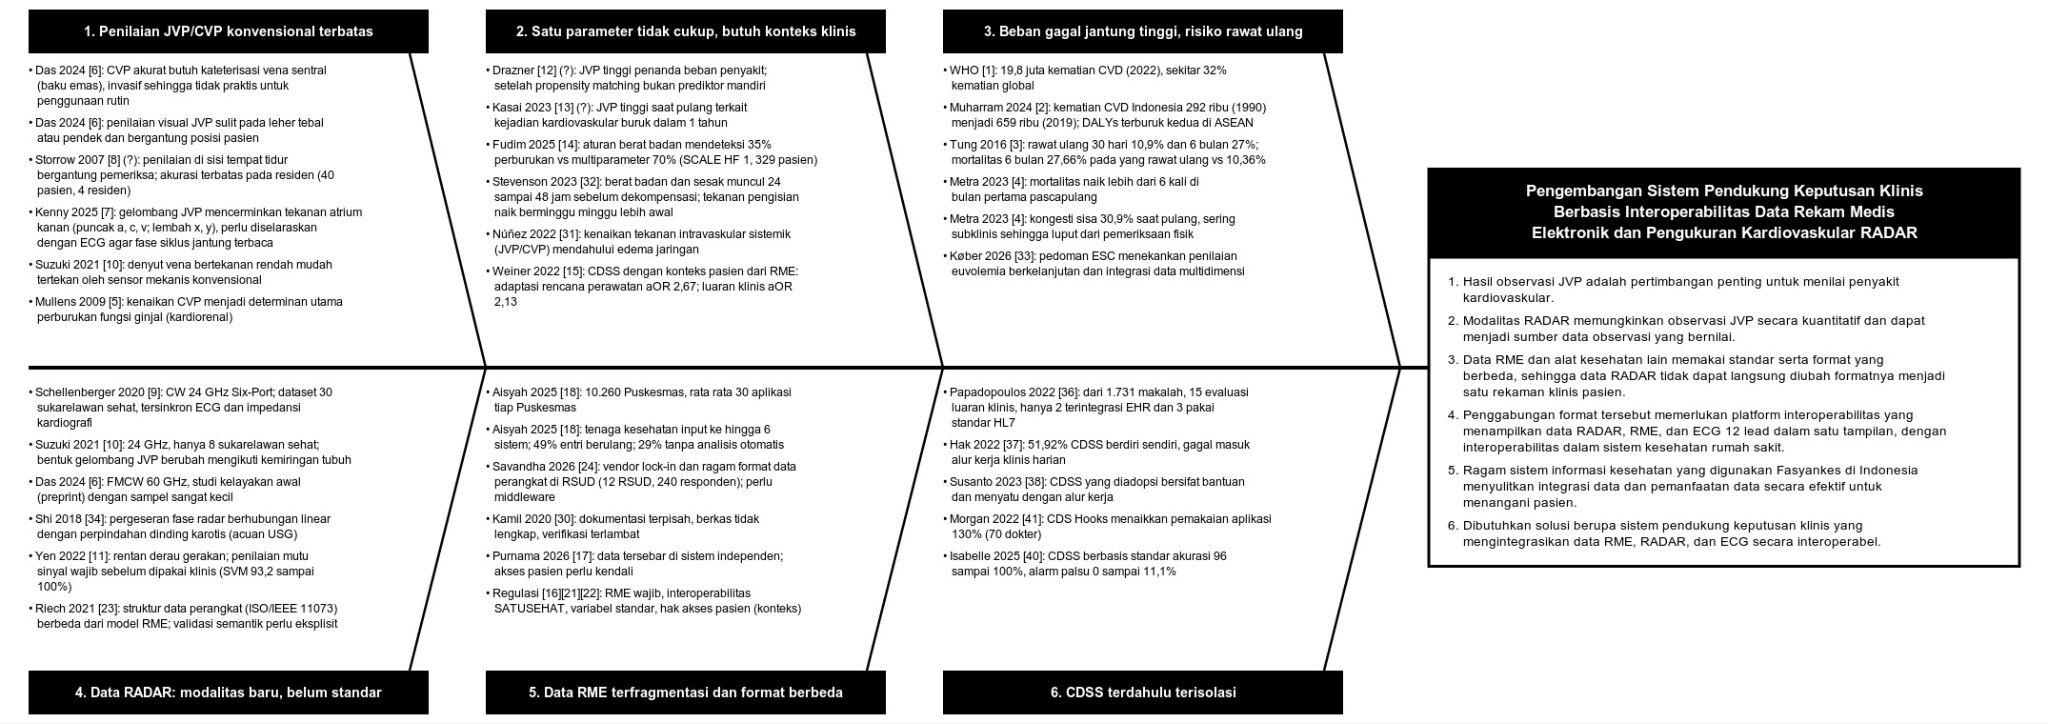 1. Penilaian JVP/CVP konvensional terbatas
• Das 2024 [6]: CVP akurat butuh kateterisasi vena sentral
(baku emas), invasif sehingga tidak praktis untuk
penggunaan rutin
• Das 2024 [6]: penilaian visual JVP sulit pada leher tebal
atau pendek dan bergantung posisi pasien
• Storrow 2007 [8] (?): penilaian di sisi tempat tidur
bergantung pemeriksa; akurasi terbatas pada residen (40
pasien, 4 residen)
• Kenny 2025 [7]: gelombang JVP mencerminkan tekanan atrium
kanan (puncak a, c, v; lembah x, y), perlu diselaraskan
dengan ECG agar fase siklus jantung terbaca
• Suzuki 2021 [10]: denyut vena bertekanan rendah mudah
tertekan oleh sensor mekanis konvensional
• Mullens 2009 [5]: kenaikan CVP menjadi determinan utama
perburukan fungsi ginjal (kardiorenal)
2. Satu parameter tidak cukup, butuh konteks klinis
• Drazner [12] (?): JVP tinggi penanda beban penyakit;
setelah propensity matching bukan prediktor mandiri
• Kasai 2023 [13] (?): JVP tinggi saat pulang terkait
kejadian kardiovaskular buruk dalam 1 tahun
• Fudim 2025 [14]: aturan berat badan mendeteksi 35%
perburukan vs multiparameter 70% (SCALE HF 1, 329 pasien)
• Stevenson 2023 [32]: berat badan dan sesak muncul 24
sampai 48 jam sebelum dekompensasi; tekanan pengisian
naik berminggu minggu lebih awal
• Núñez 2022 [31]: kenaikan tekanan intravaskular sistemik
(JVP/CVP) mendahului edema jaringan
• Weiner 2022 [15]: CDSS dengan konteks pasien dari RME:
adaptasi rencana perawatan aOR 2,67; luaran klinis aOR
2,13
3. Beban gagal jantung tinggi, risiko rawat ulang
• WHO [1]: 19,8 juta kematian CVD (2022), sekitar 32%
kematian global
• Muharram 2024 [2]: kematian CVD Indonesia 292 ribu (1990)
menjadi 659 ribu (2019); DALYs terburuk kedua di ASEAN
• Tung 2016 [3]: rawat ulang 30 hari 10,9% dan 6 bulan 27%;
mortalitas 6 bulan 27,66% pada yang rawat ulang vs 10,36%
• Metra 2023 [4]: mortalitas naik lebih dari 6 kali di
bulan pertama pascapulang
• Metra 2023 [4]: kongesti sisa 30,9% saat pulang, sering
subklinis sehingga luput dari pemeriksaan fisik
• Køber 2026 [33]: pedoman ESC menekankan penilaian
euvolemia berkelanjutan dan integrasi data multidimensi
• Schellenberger 2020 [9]: CW 24 GHz Six-Port; dataset 30
sukarelawan sehat, tersinkron ECG dan impedansi
kardiografi
• Suzuki 2021 [10]: 24 GHz, hanya 8 sukarelawan sehat;
bentuk gelombang JVP berubah mengikuti kemiringan tubuh
• Das 2024 [6]: FMCW 60 GHz, studi kelayakan awal
(preprint) dengan sampel sangat kecil
• Shi 2018 [34]: pergeseran fase radar berhubungan linear
dengan perpindahan dinding karotis (acuan USG)
• Yen 2022 [11]: rentan derau gerakan; penilaian mutu
sinyal wajib sebelum dipakai klinis (SVM 93,2 sampai
100%)
• Riech 2021 [23]: struktur data perangkat (ISO/IEEE 11073)
berbeda dari model RME; validasi semantik perlu eksplisit
4. Data RADAR: modalitas baru, belum standar
• Aisyah 2025 [18]: 10.260 Puskesmas, rata rata 30 aplikasi
tiap Puskesmas
• Aisyah 2025 [18]: tenaga kesehatan input ke hingga 6
sistem; 49% entri berulang; 29% tanpa analisis otomatis
• Savandha 2026 [24]: vendor lock-in dan ragam format data
perangkat di RSUD (12 RSUD, 240 responden); perlu
middleware
• Kamil 2020 [30]: dokumentasi terpisah, berkas tidak
lengkap, verifikasi terlambat
• Purnama 2026 [17]: data tersebar di sistem independen;
akses pasien perlu kendali
• Regulasi [16][21][22]: RME wajib, interoperabilitas
SATUSEHAT, variabel standar, hak akses pasien (konteks)
5. Data RME terfragmentasi dan format berbeda
• Papadopoulos 2022 [36]: dari 1.731 makalah, 15 evaluasi
luaran klinis, hanya 2 terintegrasi EHR dan 3 pakai
standar HL7
• Hak 2022 [37]: 51,92% CDSS berdiri sendiri, gagal masuk
alur kerja klinis harian
• Susanto 2023 [38]: CDSS yang diadopsi bersifat bantuan
dan menyatu dengan alur kerja
• Morgan 2022 [41]: CDS Hooks menaikkan pemakaian aplikasi
130% (70 dokter)
• Isabelle 2025 [40]: CDSS berbasis standar akurasi 96
sampai 100%, alarm palsu 0 sampai 11,1%
6. CDSS terdahulu terisolasi
Pengembangan Sistem Pendukung Keputusan Klinis
Berbasis Interoperabilitas Data Rekam Medis
Elektronik dan Pengukuran Kardiovaskular RADAR
1. Hasil observasi JVP adalah pertimbangan penting untuk menilai penyakit
kardiovaskular.
2. Modalitas RADAR memungkinkan observasi JVP secara kuantitatif dan dapat
menjadi sumber data observasi yang bernilai.
3. Data RME dan alat kesehatan lain memakai standar serta format yang
berbeda, sehingga data RADAR tidak dapat langsung diubah formatnya menjadi
satu rekaman klinis pasien.
4. Penggabungan format tersebut memerlukan platform interoperabilitas yang
menampilkan data RADAR, RME, dan ECG 12 lead dalam satu tampilan, dengan
interoperabilitas dalam sistem kesehatan rumah sakit.
5. Ragam sistem informasi kesehatan yang digunakan Fasyankes di Indonesia
menyulitkan integrasi data dan pemanfaatan data secara efektif untuk
menangani pasien.
6. Dibutuhkan solusi berupa sistem pendukung keputusan klinis yang
mengintegrasikan data RME, RADAR, dan ECG secara interoperabel.